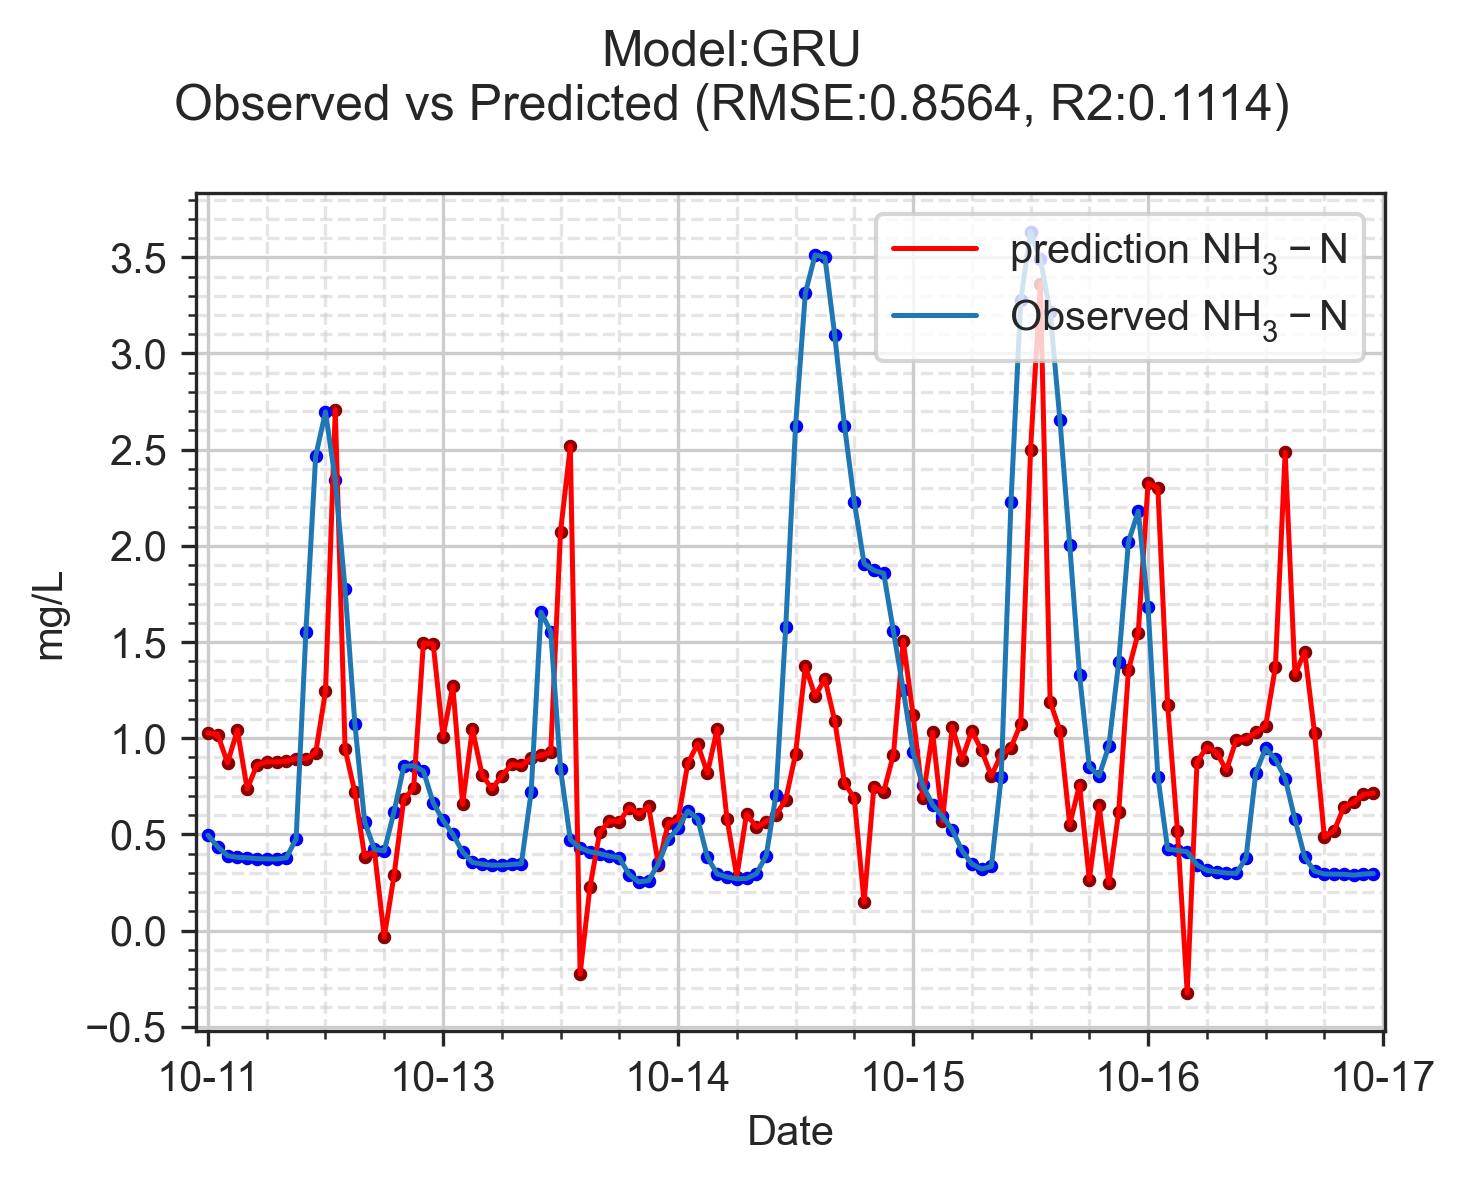 Model:GRU
Observed vs Predicted (RMSE:0.8564, R2:0.1114)
prediction NH₃ − N
Observed NH₃ − N
3.5
3.0
2.5
2.0
1.5
1.0
0.5
0.0
−0.5
mg/L
10-11 10-13 10-14 10-15 10-16 10-17
Date